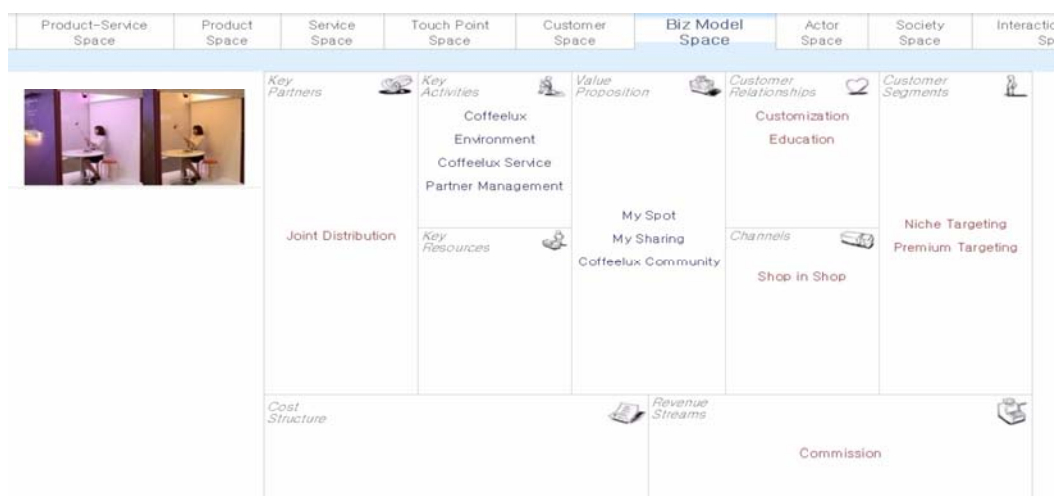 Product-Service
Space
Product
Space
Service
Space
Touch Point
Space
Customer
Space
Biz Model
Space
Actor
Space
Society
Space
Key
Partners
Joint Distribution
Key
Activities
Coffeelux
Environment
Coffeelux Service
Partner Management
Key
Resources
Value
Proposition
My Spot
My Sharing
Coffeelux Community
Customer
Relationships
Customization
Education
Channels
Shop in Shop
Customer
Segments
Niche Targeting
Premium Targeting
Cost
Structure
Revenue
Streams
Commission